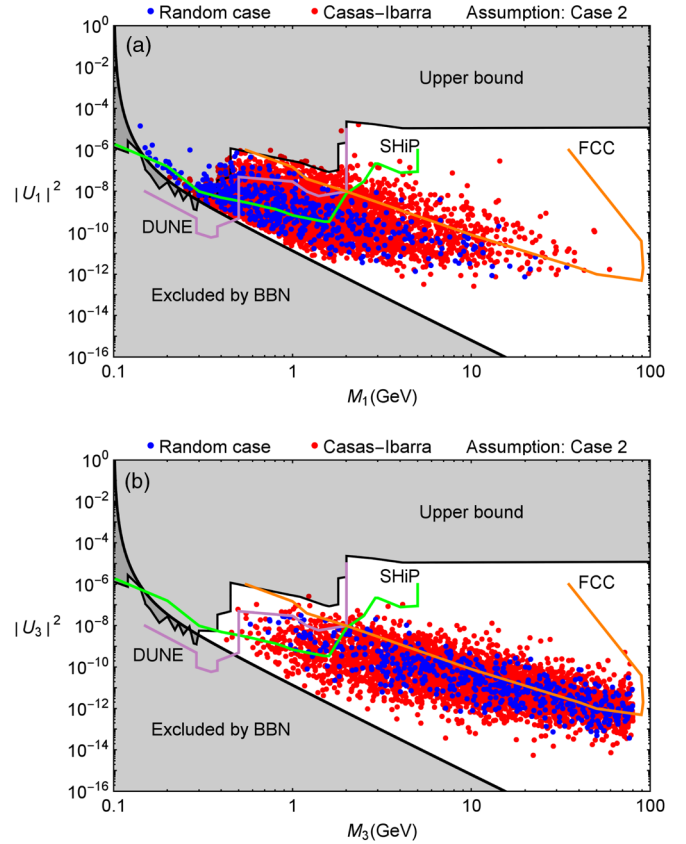 Random case Casas−Ibarra Assumption: Case 2
(a)
Upper bound
SHiP
FCC
DUNE
Excluded by BBN
|U₁|²
10⁰
10⁻²
10⁻⁴
10⁻⁶
10⁻⁸
10⁻¹⁰
10⁻¹²
10⁻¹⁴
10⁻¹⁶
0.1 1 10 100
M₁(GeV)
Random case Casas−Ibarra Assumption: Case 2
(b)
Upper bound
SHiP
FCC
DUNE
Excluded by BBN
|U₃|²
10⁰
10⁻²
10⁻⁴
10⁻⁶
10⁻⁸
10⁻¹⁰
10⁻¹²
10⁻¹⁴
10⁻¹⁶
0.1 1 10 100
M₃(GeV)